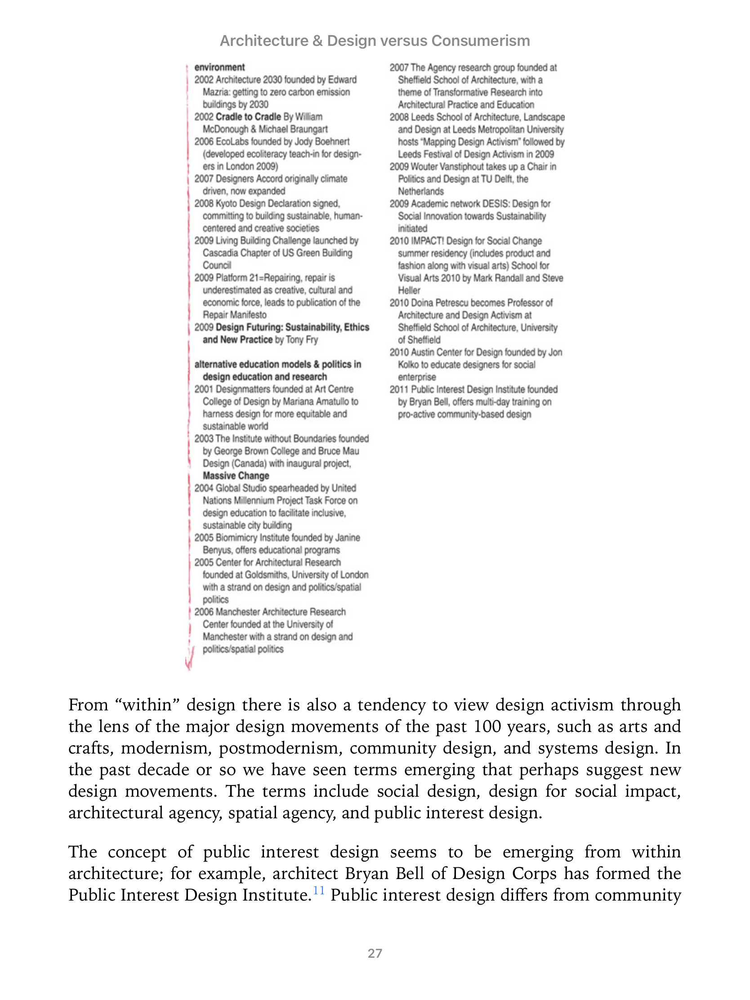 Architecture & Design versus Consumerism
environment
2002 Architecture 2030 founded by Edward
Mazria: getting to zero carbon emission
buildings by 2030
2002 Cradle to Cradle By William
McDonough & Michael Braungart
2006 EcoLabs founded by Jody Boehnert
(developed ecoliteracy teach-in for design-
ers in London 2009)
2007 Designers Accord originally climate
driven, now expanded
2008 Kyoto Design Declaration signed,
committing to building sustainable, human-
centered and creative societies
2009 Living Building Challenge launched by
Cascadia Chapter of US Green Building
Council
2009 Platform 21=Repairing, repair is
underestimated as creative, cultural and
economic force, leads to publication of the
Repair Manifesto
2009 Design Futuring: Sustainability, Ethics
and New Practice by Tony Fry
alternative education models & politics in
design education and research
2001 Designmatters founded at Art Centre
College of Design by Mariana Amatullo to
harness design for more equitable and
sustainable world
2003 The Institute without Boundaries founded
by George Brown College and Bruce Mau
Design (Canada) with inaugural project,
Massive Change
2004 Global Studio spearheaded by United
Nations Millennium Project Task Force on
design education to facilitate inclusive,
sustainable city building
2005 Biomimicry Institute founded by Janine
Benyus, offers educational programs
2005 Center for Architectural Research
founded at Goldsmiths, University of London
with a strand on design and politics/spatial
politics
2006 Manchester Architecture Research
Center founded at the University of
Manchester with a strand on design and
politics/spatial politics
2007 The Agency research group founded at
Sheffield School of Architecture, with a
theme of Transformative Research into
Architectural Practice and Education
2008 Leeds School of Architecture, Landscape
and Design at Leeds Metropolitan University
hosts “Mapping Design Activism” followed by
Leeds Festival of Design Activism in 2009
2009 Wouter Vanstiphout takes up a Chair in
Politics and Design at TU Delft, the
Netherlands
2009 Academic network DESIS: Design for
Social Innovation towards Sustainability
initiated
2010 IMPACT! Design for Social Change
summer residency (includes product and
fashion along with visual arts) School for
Visual Arts 2010 by Mark Randall and Steve
Heller
2010 Doina Petrescu becomes Professor of
Architecture and Design Activism at
Sheffield School of Architecture, University
of Sheffield
2010 Austin Center for Design founded by Jon
Kolko to educate designers for social
enterprise
2011 Public Interest Design Institute founded
by Bryan Bell, offers multi-day training on
pro-active community-based design
From “within” design there is also a tendency to view design activism through
the lens of the major design movements of the past 100 years, such as arts and
crafts, modernism, postmodernism, community design, and systems design. In
the past decade or so we have seen terms emerging that perhaps suggest new
design movements. The terms include social design, design for social impact,
architectural agency, spatial agency, and public interest design.
The concept of public interest design seems to be emerging from within
architecture; for example, architect Bryan Bell of Design Corps has formed the
Public Interest Design Institute.11 Public interest design differs from community
27